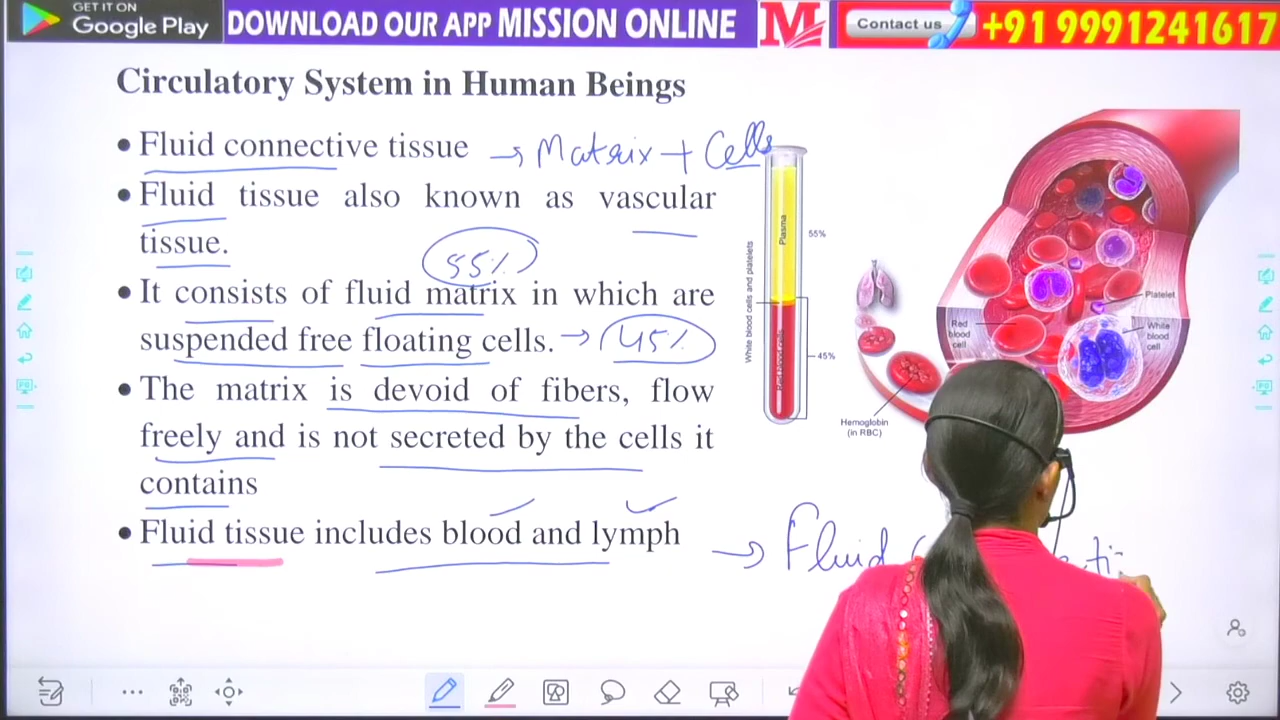 GET IT ON
Google Play
DOWNLOAD OUR APP MISSION ONLINE
M
Contact us
+91 9991241617
Circulatory System in Human Beings
• Fluid connective tissue → Matrix + Cells
• Fluid tissue also known as vascular
tissue.
55%
• It consists of fluid matrix in which are
suspended free floating cells. → 45%
• The matrix is devoid of fibers, flow
freely and is not secreted by the cells it
contains
• Fluid tissue includes blood and lymph
→ Fluid
Plasma
55%
White blood cells and platelets
45%
Hemoglobin
(in RBC)
Red
blood
cell
Platelet
White
blood
cell